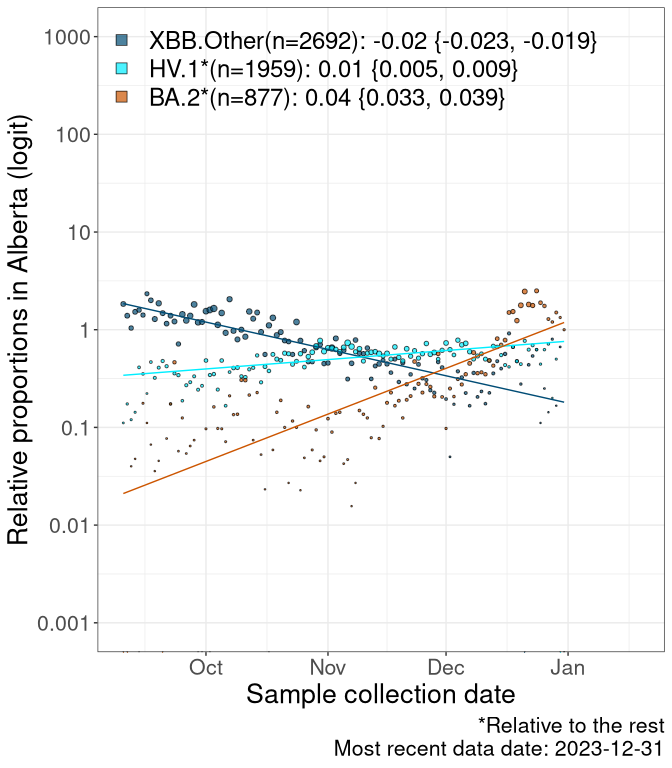 XBB.Other(n=2692): -0.02 {-0.023, -0.019}
HV.1*(n=1959): 0.01 {0.005, 0.009}
BA.2*(n=877): 0.04 {0.033, 0.039}
Relative proportions in Alberta (logit)
1000
100
10
1
0.1
0.01
0.001
Oct Nov Dec Jan
Sample collection date
*Relative to the rest
Most recent data date: 2023-12-31